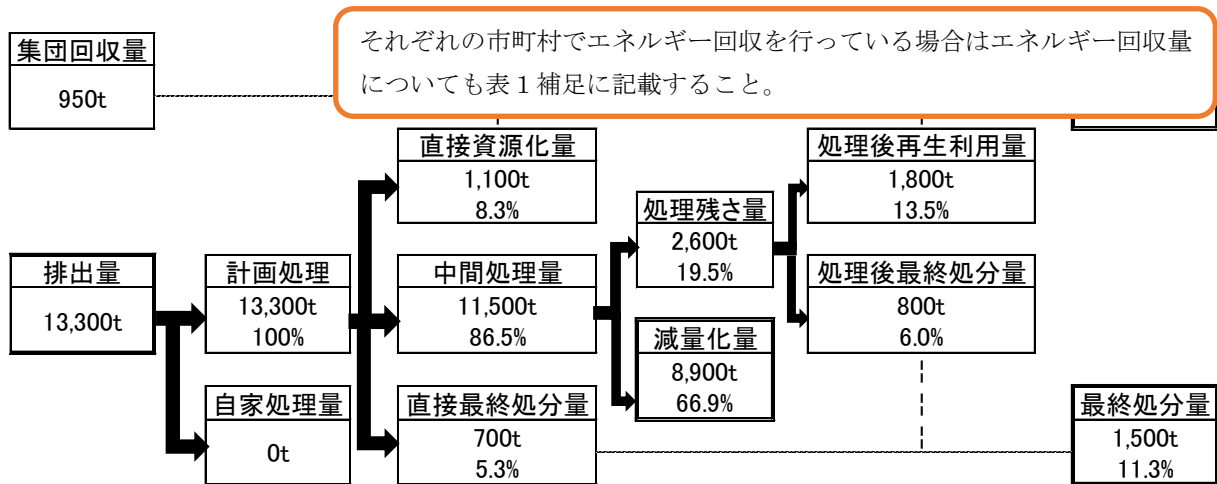 それぞれの市町村でエネルギー回収を行っている場合はエネルギー回収量
についても表１補足に記載すること。
集団回収量
950t
直接資源化量
1,100t
8.3%
処理後再生利用量
1,800t
13.5%
処理残さ量
2,600t
19.5%
排出量
13,300t
計画処理
13,300t
100%
中間処理量
11,500t
86.5%
処理後最終処分量
800t
6.0%
減量化量
8,900t
66.9%
自家処理量
0t
直接最終処分量
700t
5.3%
最終処分量
1,500t
11.3%